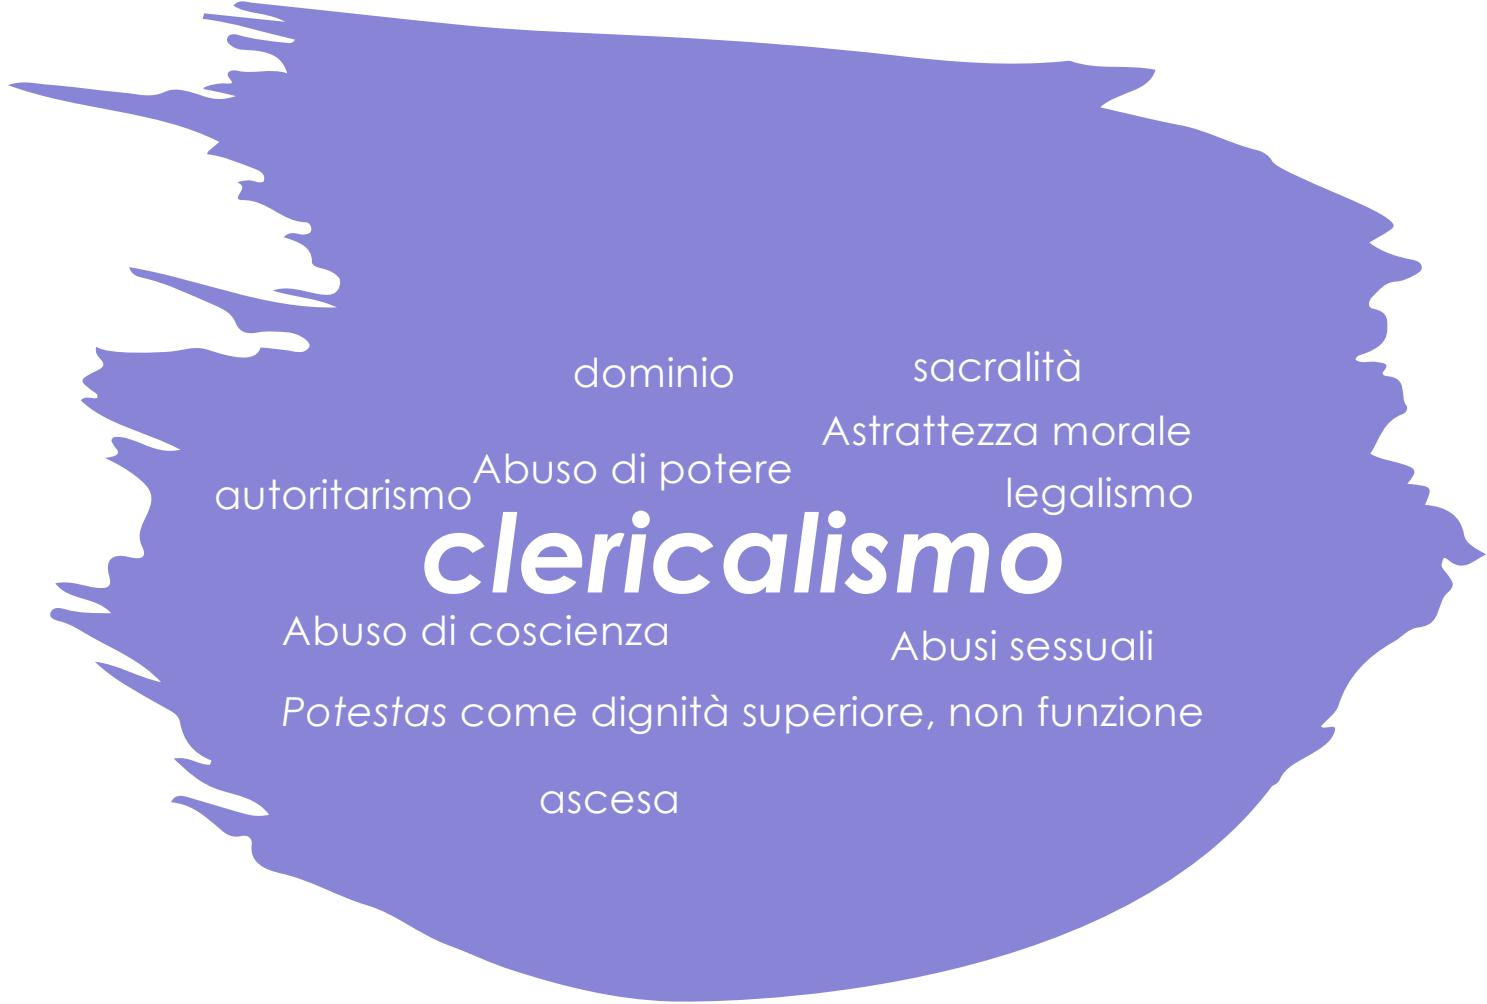 dominio
sacralità
Astrattezza morale
Abuso di potere
autoritarismo
legalismo
clericalismo
Abuso di coscienza
Abusi sessuali
Potestas come dignità superiore, non funzione
ascesa